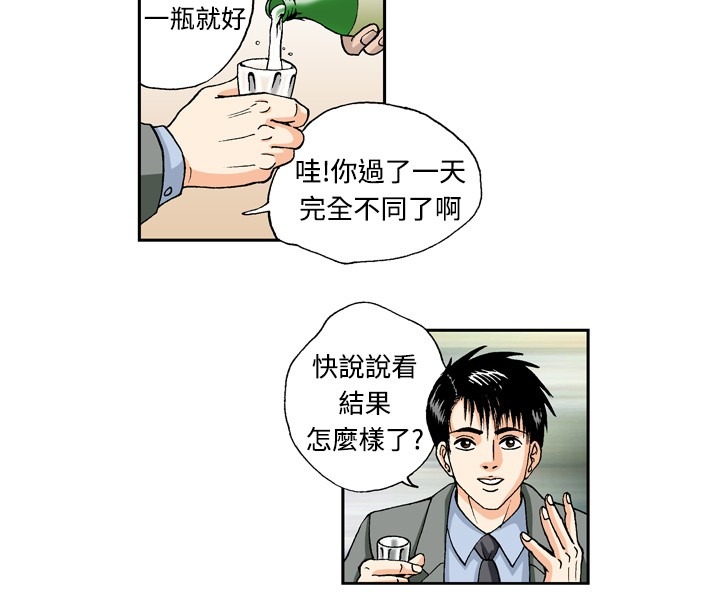 一瓶就好
哇!你過了一天
完全不同了啊
快說說看
結果
怎麼樣了?